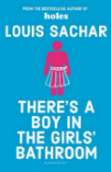 FROM THE BESTSELLING AUTHOR OF
holes
LOUIS SACHAR
THERE'S A
BOY IN
THE GIRLS'
BATHROOM